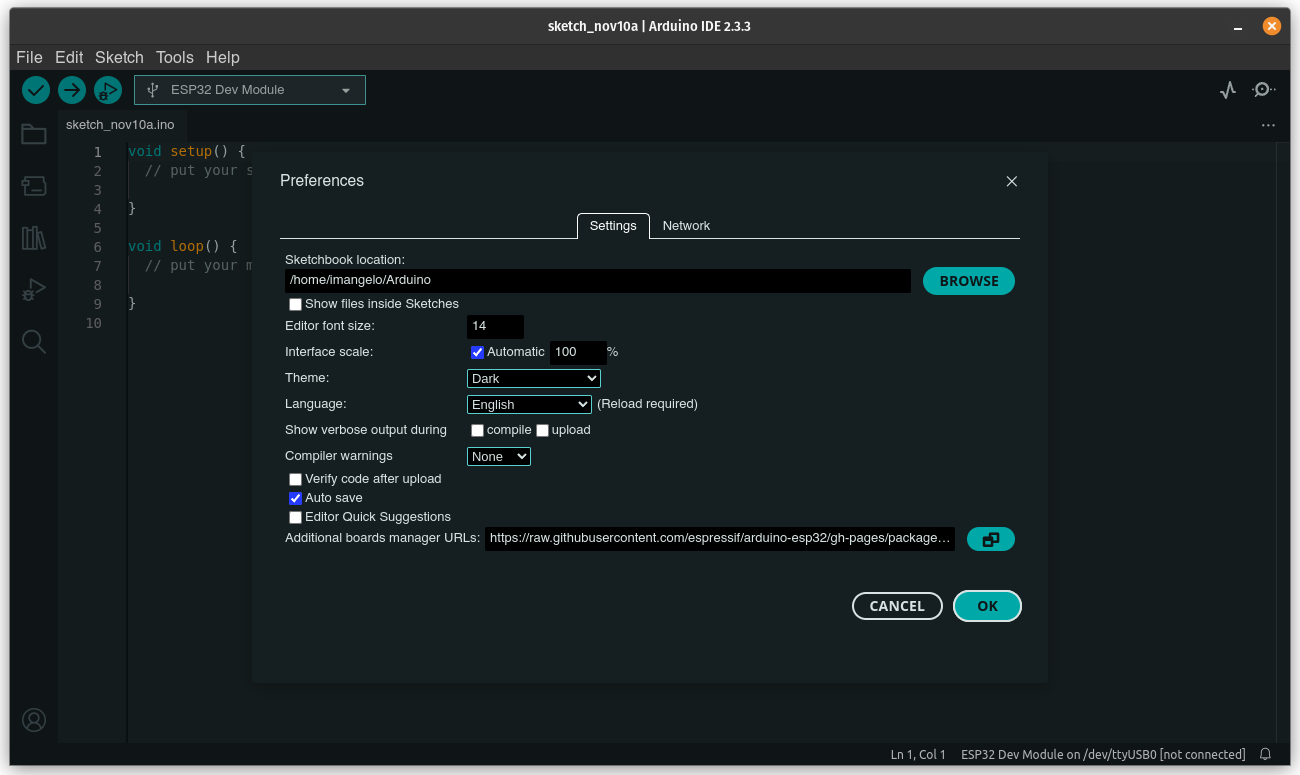 sketch_nov10a | Arduino IDE 2.3.3
File Edit Sketch Tools Help
ESP32 Dev Module
sketch_nov10a.ino
1 void setup() {
2 // put your s
3
4 }
5
6 void loop() {
7 // put your m
8
9 }
10
Preferences
Settings Network
Sketchbook location:
/home/imangelo/Arduino BROWSE
Show files inside Sketches
Editor font size: 14
Interface scale: Automatic 100 %
Theme: Dark
Language: English (Reload required)
Show verbose output during compile upload
Compiler warnings None
Verify code after upload
Auto save
Editor Quick Suggestions
Additional boards manager URLs: https://raw.githubusercontent.com/espressif/arduino-esp32/gh-pages/package…
CANCEL OK
Ln 1, Col 1 ESP32 Dev Module on /dev/ttyUSB0 [not connected]